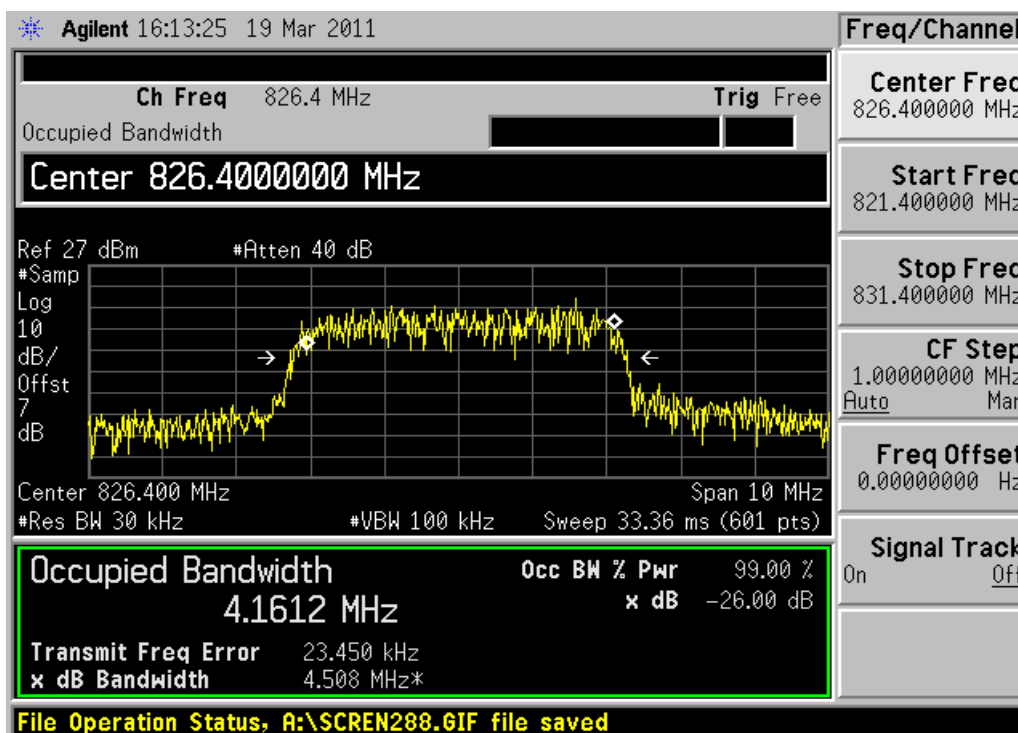 Agilent 16:13:25 19 Mar 2011
Freq/Channel
Ch Freq 826.4 MHz
Trig Free
Occupied Bandwidth
Center 826.4000000 MHz
Ref 27 dBm
#Atten 40 dB
#Samp
Log
10
dB/
Offst
7
dB
Center 826.400 MHz
Span 10 MHz
#Res BW 30 kHz
#VBW 100 kHz
Sweep 33.36 ms (601 pts)
Occupied Bandwidth
4.1612 MHz
Occ BW % Pwr 99.00 %
x dB -26.00 dB
Transmit Freq Error 23.450 kHz
x dB Bandwidth 4.508 MHz*
Center Freq
826.400000 MHz
Start Freq
821.400000 MHz
Stop Freq
831.400000 MHz
CF Step
1.00000000 MHz
Auto Man
Freq Offset
0.00000000 Hz
Signal Track
On Off
File Operation Status, A:\SCREN288.GIF file saved